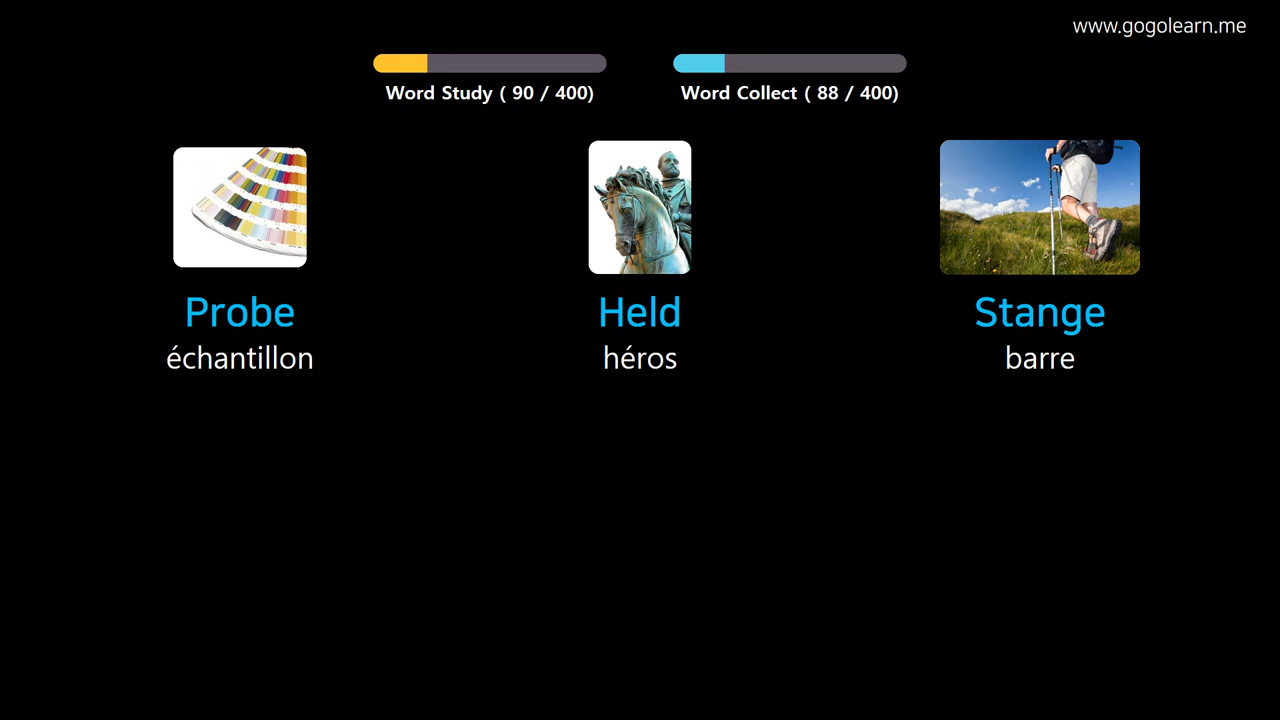 www.gogolearn.me
Word Study ( 90 / 400)
Word Collect ( 88 / 400)
Probe
échantillon
Held
héros
Stange
barre